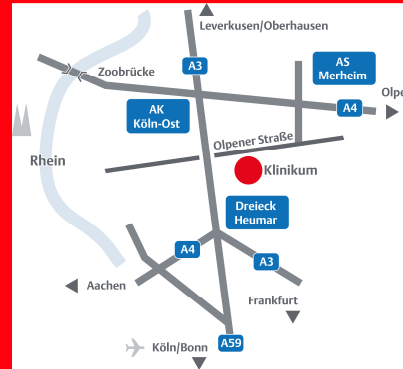 Leverkusen/Oberhausen
A3
Zoobrücke
AS
Merheim
AK
Köln-Ost
A4
Olpe
Olpener Straße
Rhein
Klinikum
Dreieck
Heumar
A4
A3
Aachen
Frankfurt
Köln/Bonn
A59